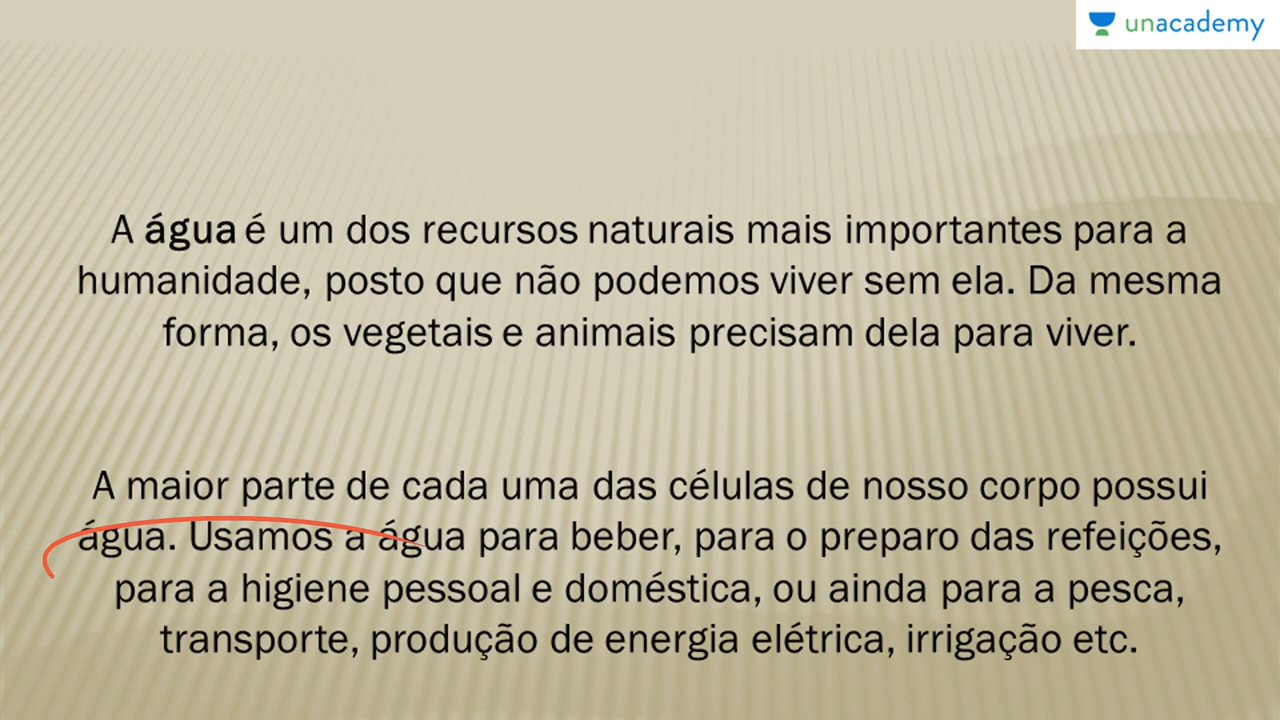 unacademy
A água é um dos recursos naturais mais importantes para a
humanidade, posto que não podemos viver sem ela. Da mesma
forma, os vegetais e animais precisam dela para viver.
A maior parte de cada uma das células de nosso corpo possui
água. Usamos a água para beber, para o preparo das refeições,
para a higiene pessoal e doméstica, ou ainda para a pesca,
transporte, produção de energia elétrica, irrigação etc.